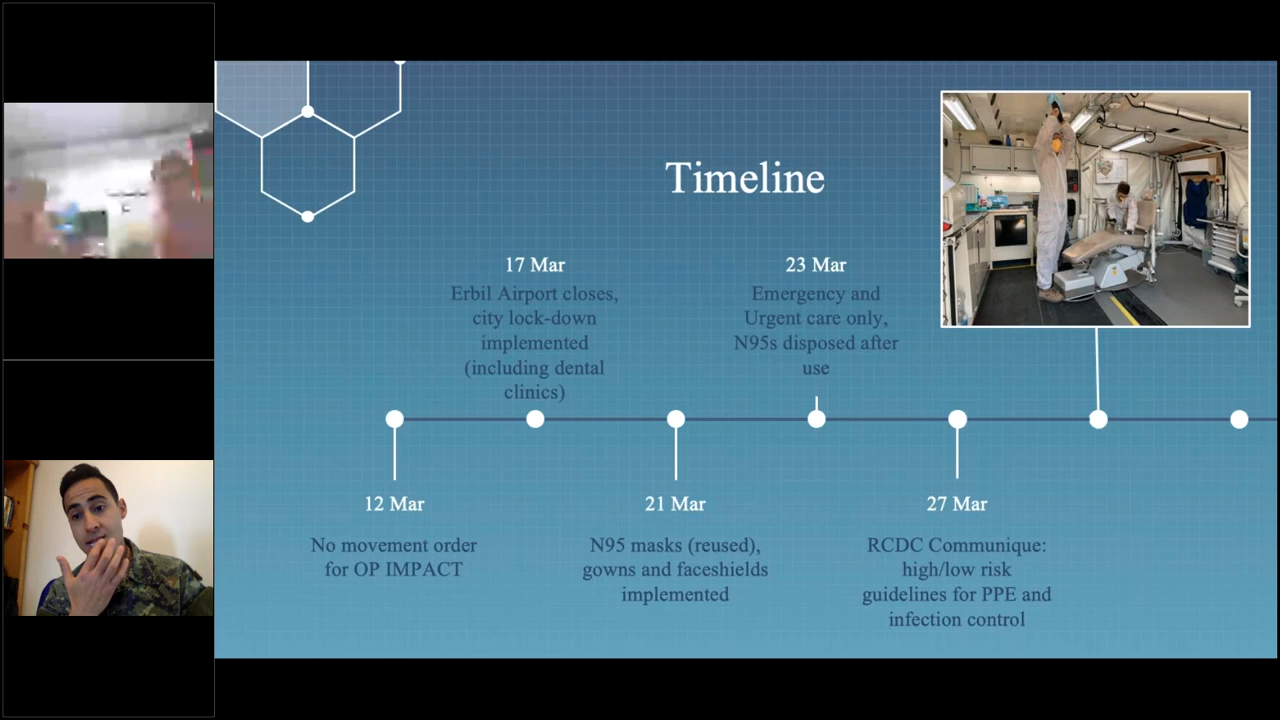 Timeline
17 Mar
Erbil Airport closes,
city lock-down
implemented
(including dental
clinics)
23 Mar
Emergency and
Urgent care only,
N95s disposed after
use
12 Mar
No movement order
for OP IMPACT
21 Mar
N95 masks (reused),
gowns and faceshields
implemented
27 Mar
RCDC Communique:
high/low risk
guidelines for PPE and
infection control